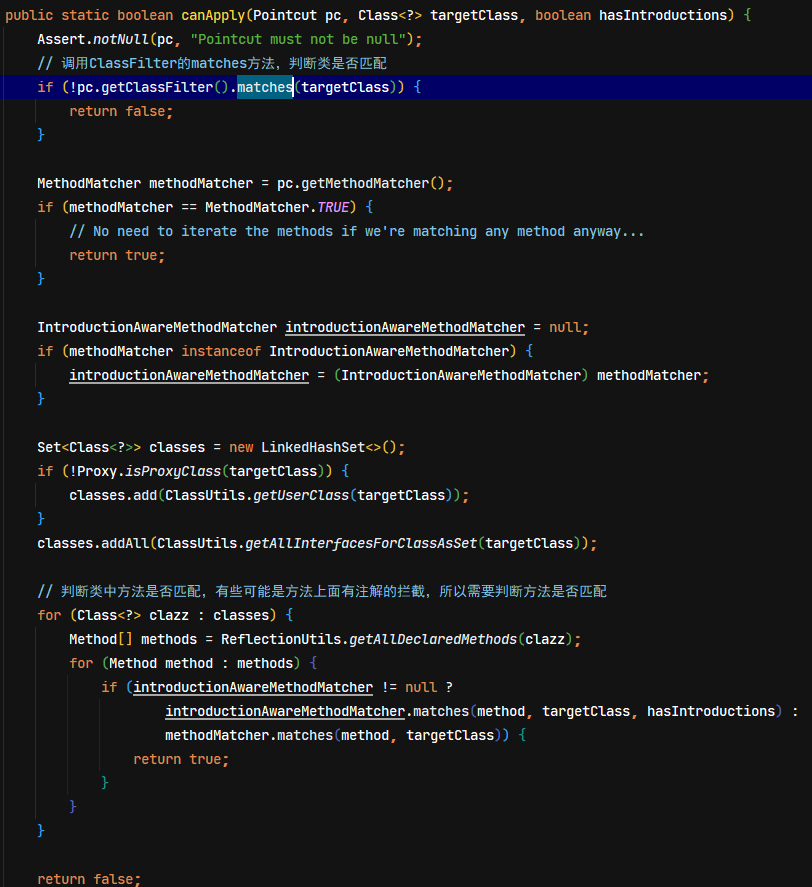 public static boolean canApply(Pointcut pc, Class<?> targetClass, boolean hasIntroductions) {
Assert.notNull(pc, "Pointcut must not be null");
// 调用ClassFilter的matches方法，判断类是否匹配
if (!pc.getClassFilter().matches(targetClass)) {
return false;
}
MethodMatcher methodMatcher = pc.getMethodMatcher();
if (methodMatcher == MethodMatcher.TRUE) {
// No need to iterate the methods if we're matching any method anyway...
return true;
}
IntroductionAwareMethodMatcher introductionAwareMethodMatcher = null;
if (methodMatcher instanceof IntroductionAwareMethodMatcher) {
introductionAwareMethodMatcher = (IntroductionAwareMethodMatcher) methodMatcher;
}
Set<Class<?>> classes = new LinkedHashSet<>();
if (!Proxy.isProxyClass(targetClass)) {
classes.add(ClassUtils.getUserClass(targetClass));
}
classes.addAll(ClassUtils.getAllInterfacesForClassAsSet(targetClass));
// 判断类中方法是否匹配，有些可能是方法上面有注解的拦截，所以需要判断方法是否匹配
for (Class<?> clazz : classes) {
Method[] methods = ReflectionUtils.getAllDeclaredMethods(clazz);
for (Method method : methods) {
if (introductionAwareMethodMatcher != null ?
introductionAwareMethodMatcher.matches(method, targetClass, hasIntroductions) :
methodMatcher.matches(method, targetClass)) {
return true;
}
}
}
return false;